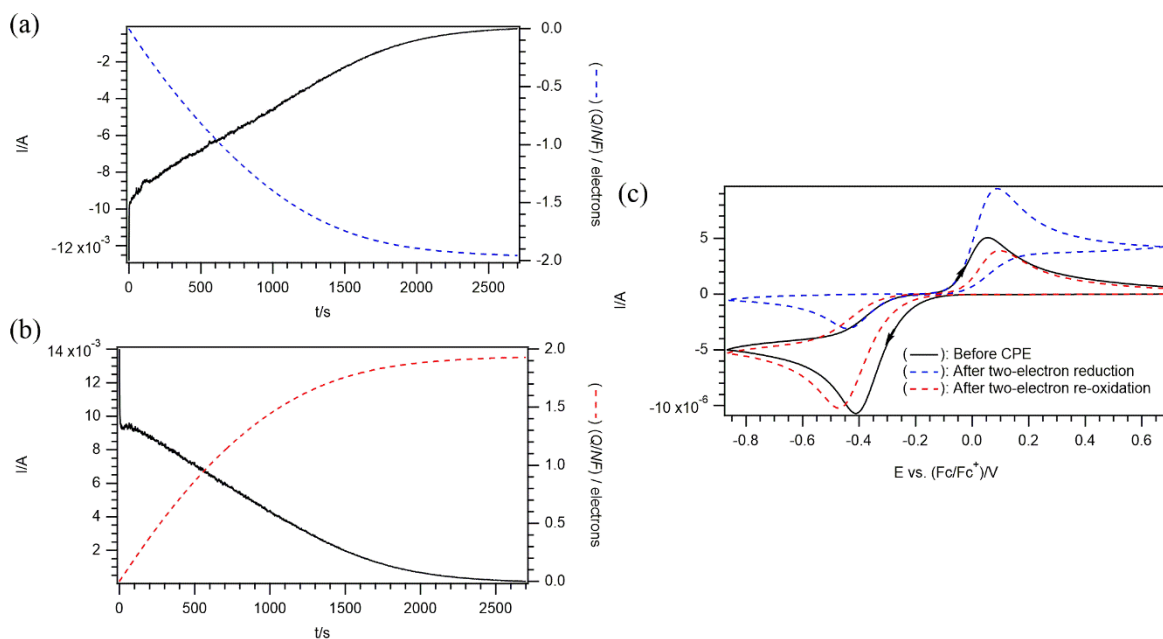 (a)
-2
-4
-6
-8
-10
-12 x10⁻³
I/A
0.0
-0.5
-1.0
-1.5
-2.0
(---) (Q/NF) / electrons
0 500 1000 1500 2000 2500
t/s
(b)
14 x10⁻³
12
10
8
6
4
2
I/A
2.0
1.5
1.0
0.5
0.0
(---) (Q/NF) / electrons
0 500 1000 1500 2000 2500
t/s
(c)
5
0
-5
-10 x10⁻⁶
I/A
(—): Before CPE
(---): After two-electron reduction
(---): After two-electron re-oxidation
-0.8 -0.6 -0.4 -0.2 0.0 0.2 0.4 0.6
E vs. (Fc/Fc⁺)/V